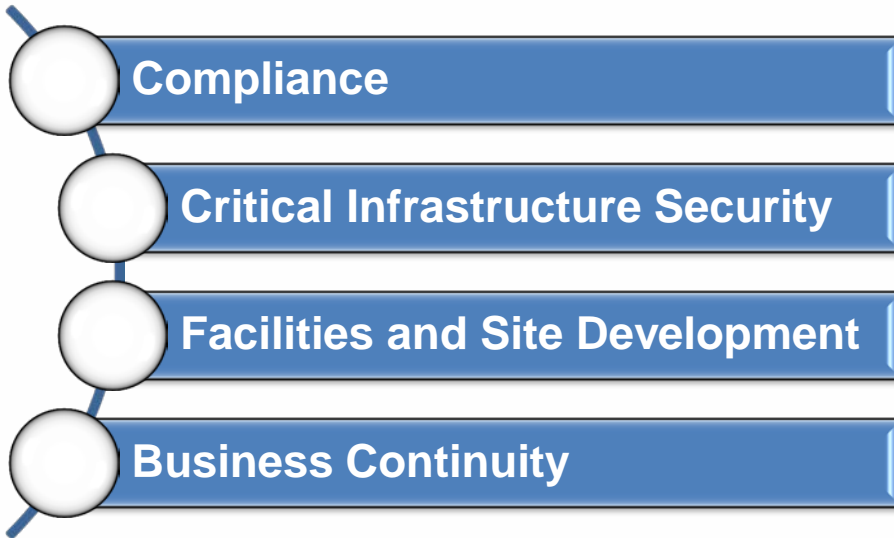 Compliance
Critical Infrastructure Security
Facilities and Site Development
Business Continuity